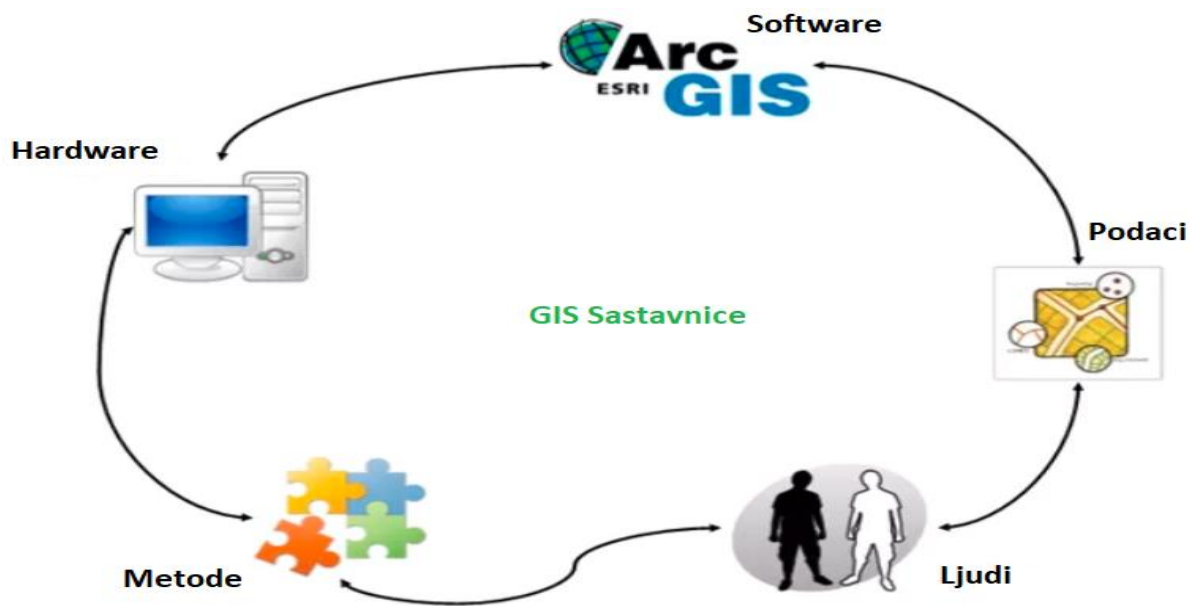 Software
Arc
ESRI GIS
Hardware
Podaci
GIS Sastavnice
Metode
Ljudi